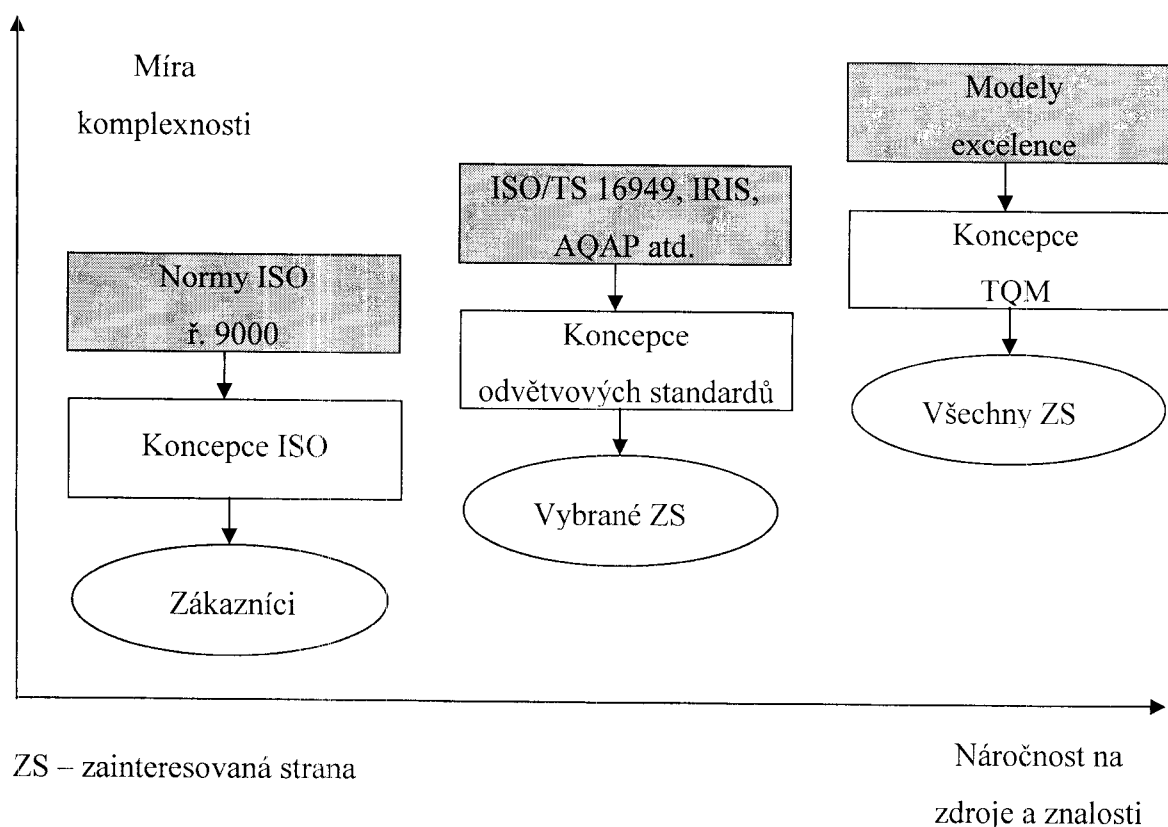 Míra
komplexnosti
Modely
excelence
ISO/TS 16949, IRIS,
AQAP atd.
Koncepce
TQM
Normy ISO
ř. 9000
Koncepce
odvětvových standardů
Všechny ZS
Koncepce ISO
Vybrané ZS
Zákazníci
ZS – zainteresovaná strana
Náročnost na
zdroje a znalosti